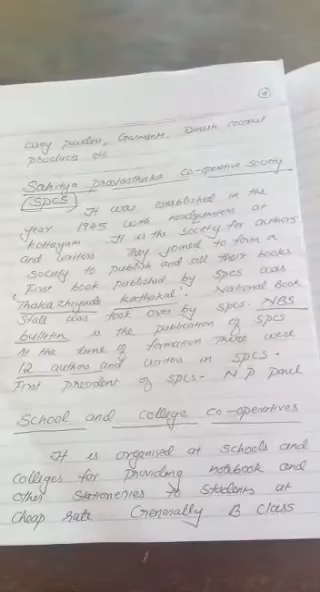 curry powders, Garments. Dinesh coconut
products etc
Sahitya pravarthaka co-operative society
(SPCS)
It was established in the
year 1945 with headquarters at
kottayam. It is the society for authors
and writers They joined to form a
society to publish and sell their books
First book published by spcs was
'Thakazhiyude kathakal'. National Book
Stall was took over by spcs. NBS
bulletin is the publication of spcs
At the time of formation there were
12 authors and writers in spcs.
First president of spcs. N P paul
School and college co-operatives
It is organised at schools and
colleges for providing notebook and
other stationeries to students at
cheap rate Generally B class